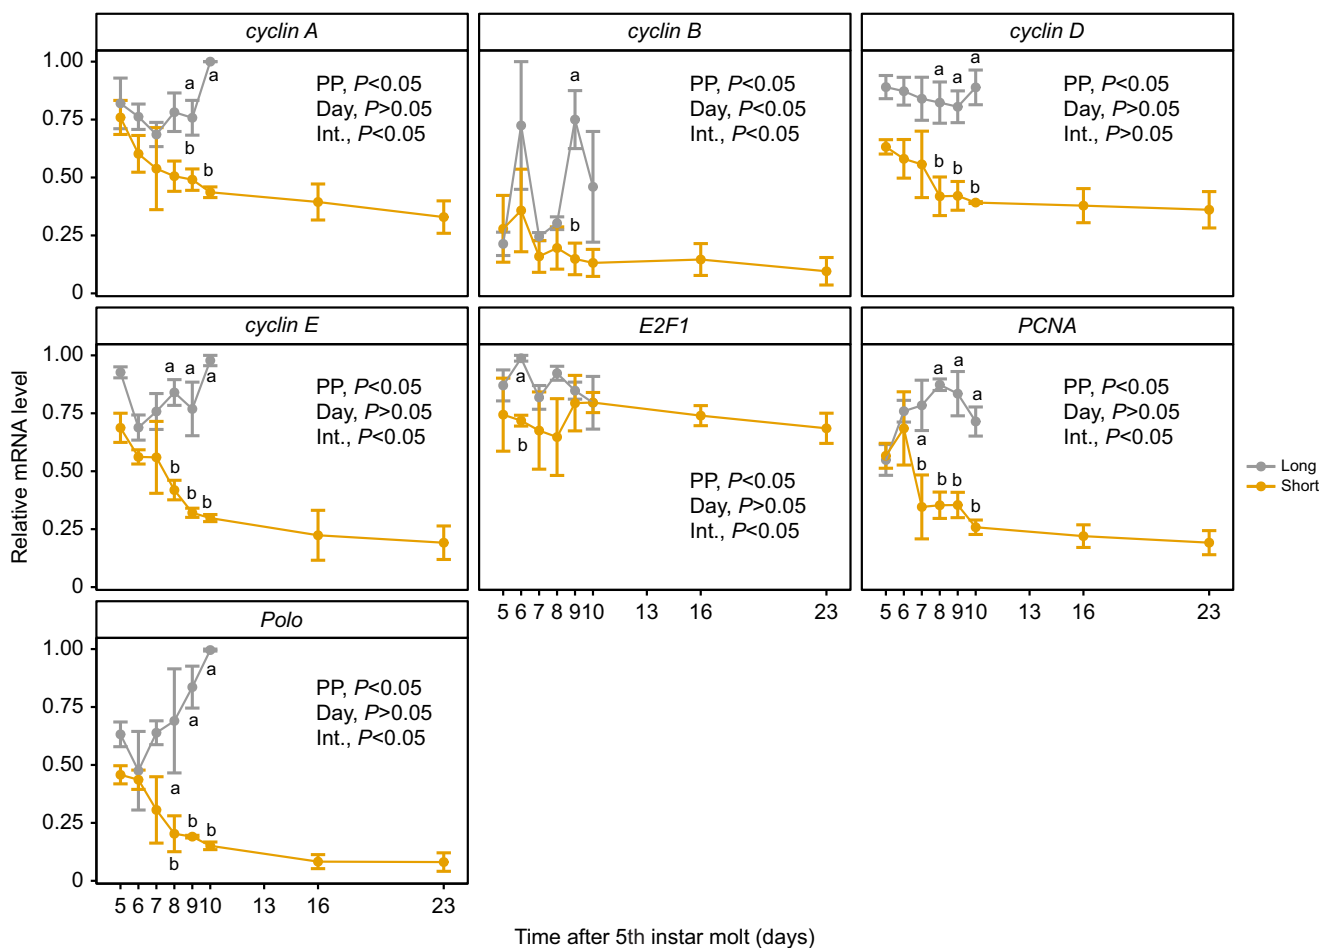 cyclin A
cyclin B
cyclin D
1.00
0.75
0.50
0.25
0
a
a
b
b
PP, P<0.05
Day, P>0.05
Int., P<0.05
a
b
PP, P<0.05
Day, P<0.05
Int., P<0.05
a
a
a
b
b
b
PP, P<0.05
Day, P>0.05
Int., P>0.05
cyclin E
E2F1
PCNA
1.00
0.75
0.50
0.25
0
a
a
a
b
b
b
PP, P<0.05
Day, P>0.05
Int., P<0.05
a
b
PP, P<0.05
Day, P>0.05
Int., P<0.05
5 6 7 8 9 10 13 16 23
a
a
a
a
b
b
b
b
PP, P<0.05
Day, P>0.05
Int., P<0.05
5 6 7 8 9 10 13 16 23
Long
Short
Relative mRNA level
Polo
1.00
0.75
0.50
0.25
0
a
a
a
b
b
b
PP, P<0.05
Day, P>0.05
Int., P<0.05
5 6 7 8 9 10 13 16 23
Time after 5th instar molt (days)